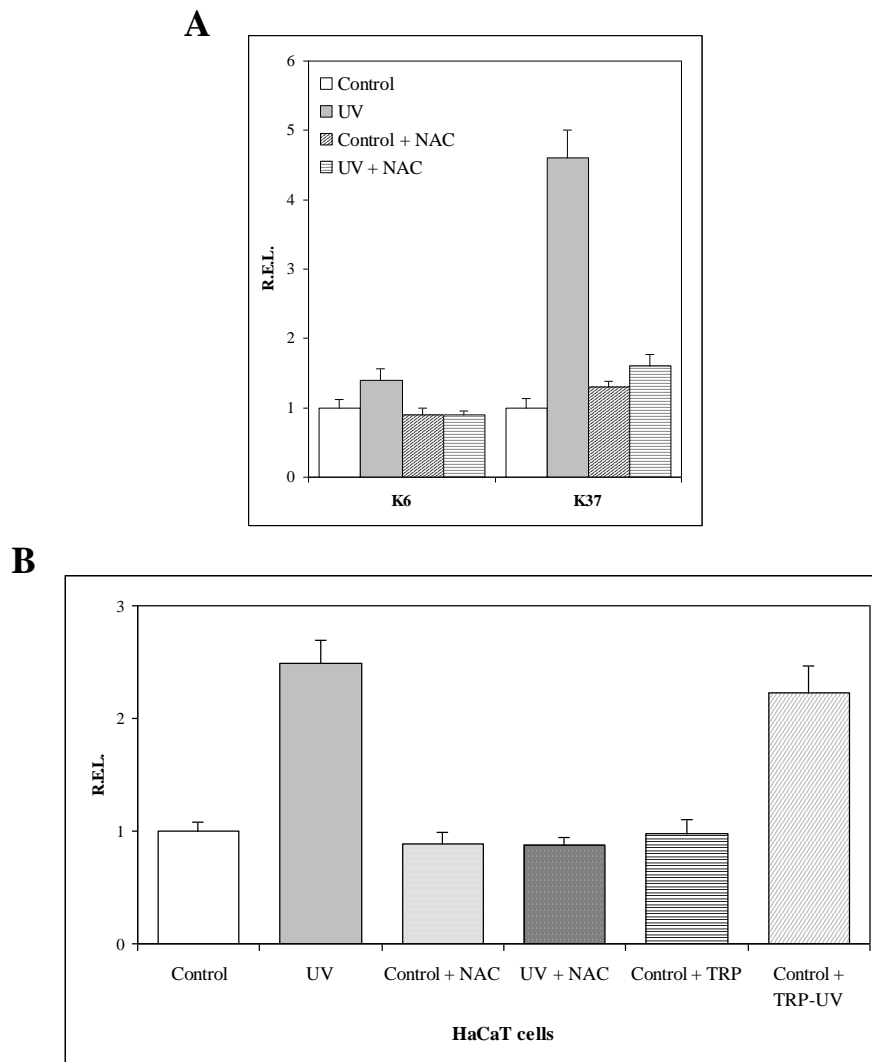 A
6
5
4
3
2
1
0
R.E.L.
Control
UV
Control + NAC
UV + NAC
K6 K37
B
3
2
1
0
R.E.L.
Control UV Control + NAC UV + NAC Control + TRP Control +
TRP-UV
HaCaT cells